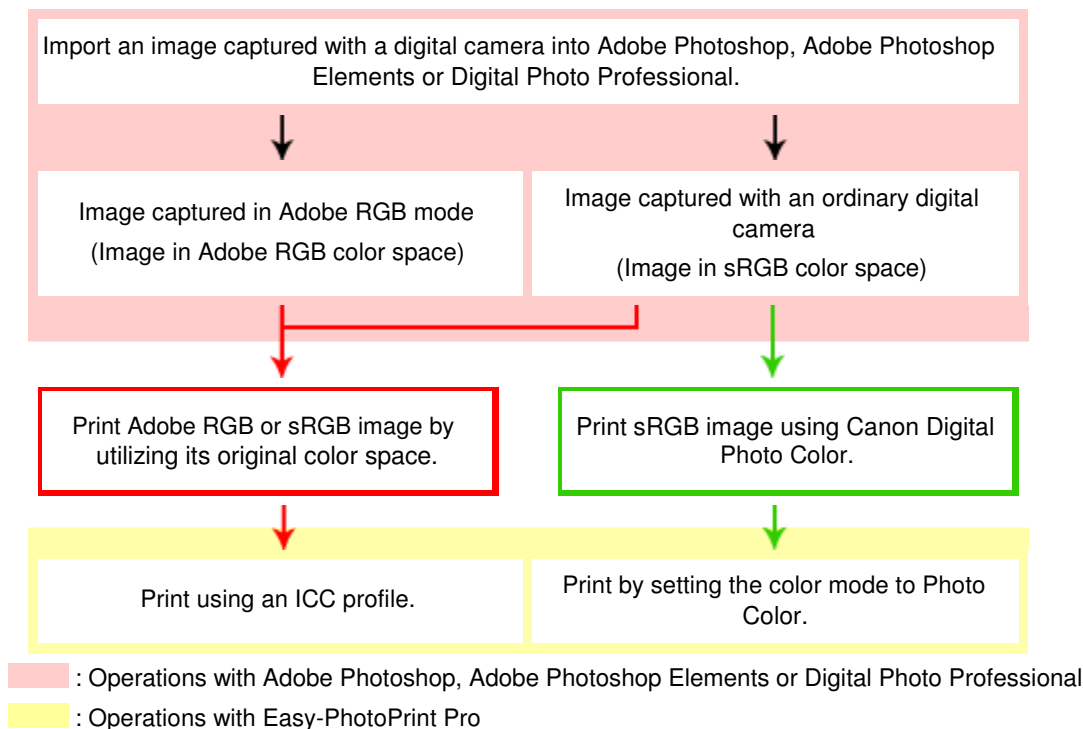 Import an image captured with a digital camera into Adobe Photoshop, Adobe Photoshop
Elements or Digital Photo Professional.
Image captured in Adobe RGB mode
(Image in Adobe RGB color space)
Image captured with an ordinary digital
camera
(Image in sRGB color space)
Print Adobe RGB or sRGB image by
utilizing its original color space.
Print sRGB image using Canon Digital
Photo Color.
Print using an ICC profile.
Print by setting the color mode to Photo
Color.
: Operations with Adobe Photoshop, Adobe Photoshop Elements or Digital Photo Professional
: Operations with Easy-PhotoPrint Pro